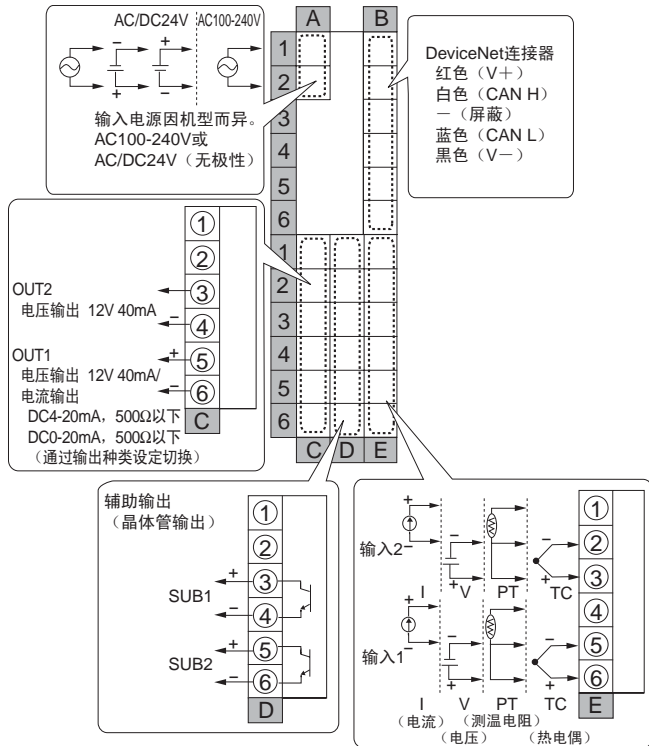 AC/DC24V AC100-240V
－ ＋
＋ －
输入电源因机型而异。
AC100-240V或
AC/DC24V（无极性）
A B
1
2
3
4
5
6
1
2
3
4
5
6
C D E
DeviceNet连接器
红色（V＋）
白色（CAN H）
－（屏蔽）
蓝色（CAN L）
黑色（V－）
①
②
OUT2 ③
电压输出 12V 40mA
－ ④
OUT1 ＋ ⑤
电压输出 12V 40mA/
电流输出 － ⑥
DC4-20mA，500Ω以下 C
DC0-20mA，500Ω以下
（通过输出种类设定切换）
辅助输出
（晶体管输出）
①
②
＋ ③
SUB1
－ ④
＋ ⑤
SUB2
－ ⑥
D
＋ ①
－ － ②
输入2 － ＋ ＋ ③
I V PT TC
＋ ④
－ － ⑤
输入1 － ＋ ＋ ⑥
I V PT TC E
（电流） （测温电阻）
（电压） （热电偶）